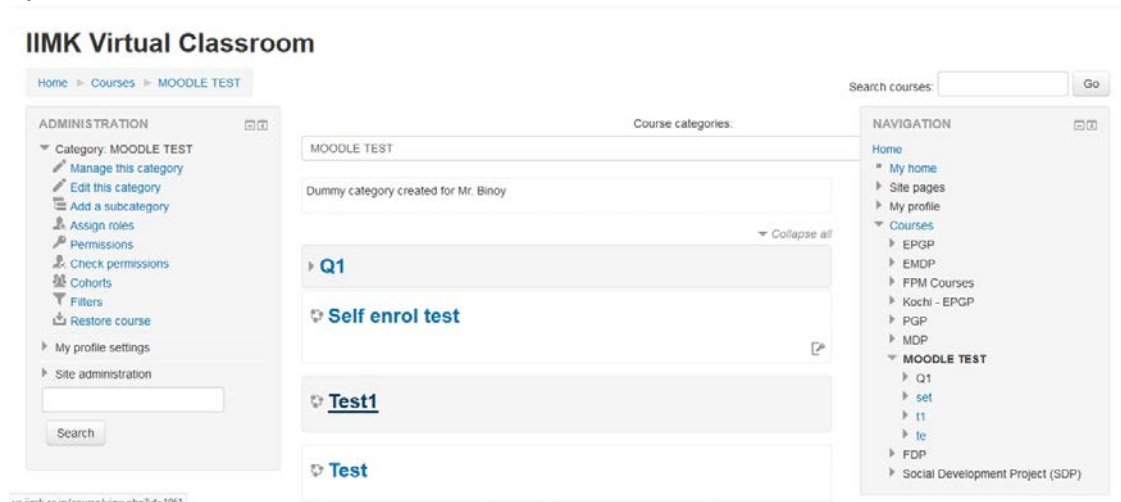 IIMK Virtual Classroom
Home ► Courses ► MOODLE TEST
Search courses:
Go
ADMINISTRATION
Category: MOODLE TEST
Manage this category
Edit this category
Add a subcategory
Assign roles
Permissions
Check permissions
Cohorts
Filters
Restore course
My profile settings
Site administration
Search
Course categories:
MOODLE TEST
Dummy category created for Mr. Binoy
Collapse all
Q1
Self enrol test
Test1
Test
NAVIGATION
Home
My home
Site pages
My profile
Courses
EPGP
EMDP
FPM Courses
Kochi - EPGP
PGP
MDP
MOODLE TEST
Q1
set
t1
te
FDP
Social Development Project (SDP)